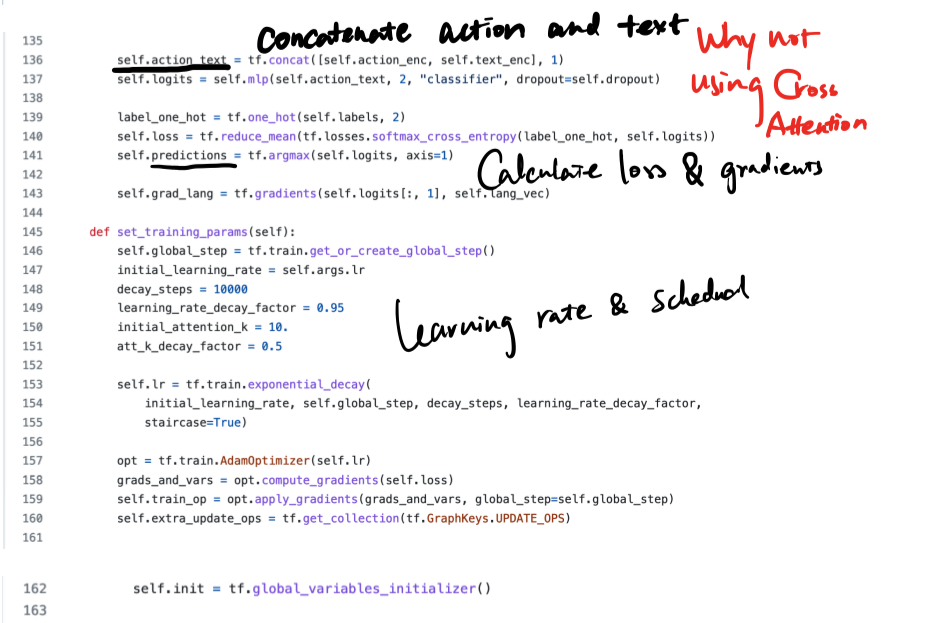 Concatenate action and text
Why not
using Cross
Attention
135
136 self.action_text = tf.concat([self.action_enc, self.text_enc], 1)
137 self.logits = self.mlp(self.action_text, 2, "classifier", dropout=self.dropout)
138
139 label_one_hot = tf.one_hot(self.labels, 2)
140 self.loss = tf.reduce_mean(tf.losses.softmax_cross_entropy(label_one_hot, self.logits))
141 self.predictions = tf.argmax(self.logits, axis=1)
Calculate loss & gradients
142
143 self.grad_lang = tf.gradients(self.logits[:, 1], self.lang_vec)
144
145 def set_training_params(self):
146 self.global_step = tf.train.get_or_create_global_step()
147 initial_learning_rate = self.args.lr
148 decay_steps = 10000
149 learning_rate_decay_factor = 0.95
150 initial_attention_k = 10.
151 att_k_decay_factor = 0.5
Learning rate & schedual
152
153 self.lr = tf.train.exponential_decay(
154 initial_learning_rate, self.global_step, decay_steps, learning_rate_decay_factor,
155 staircase=True)
156
157 opt = tf.train.AdamOptimizer(self.lr)
158 grads_and_vars = opt.compute_gradients(self.loss)
159 self.train_op = opt.apply_gradients(grads_and_vars, global_step=self.global_step)
160 self.extra_update_ops = tf.get_collection(tf.GraphKeys.UPDATE_OPS)
161
162 self.init = tf.global_variables_initializer()
163